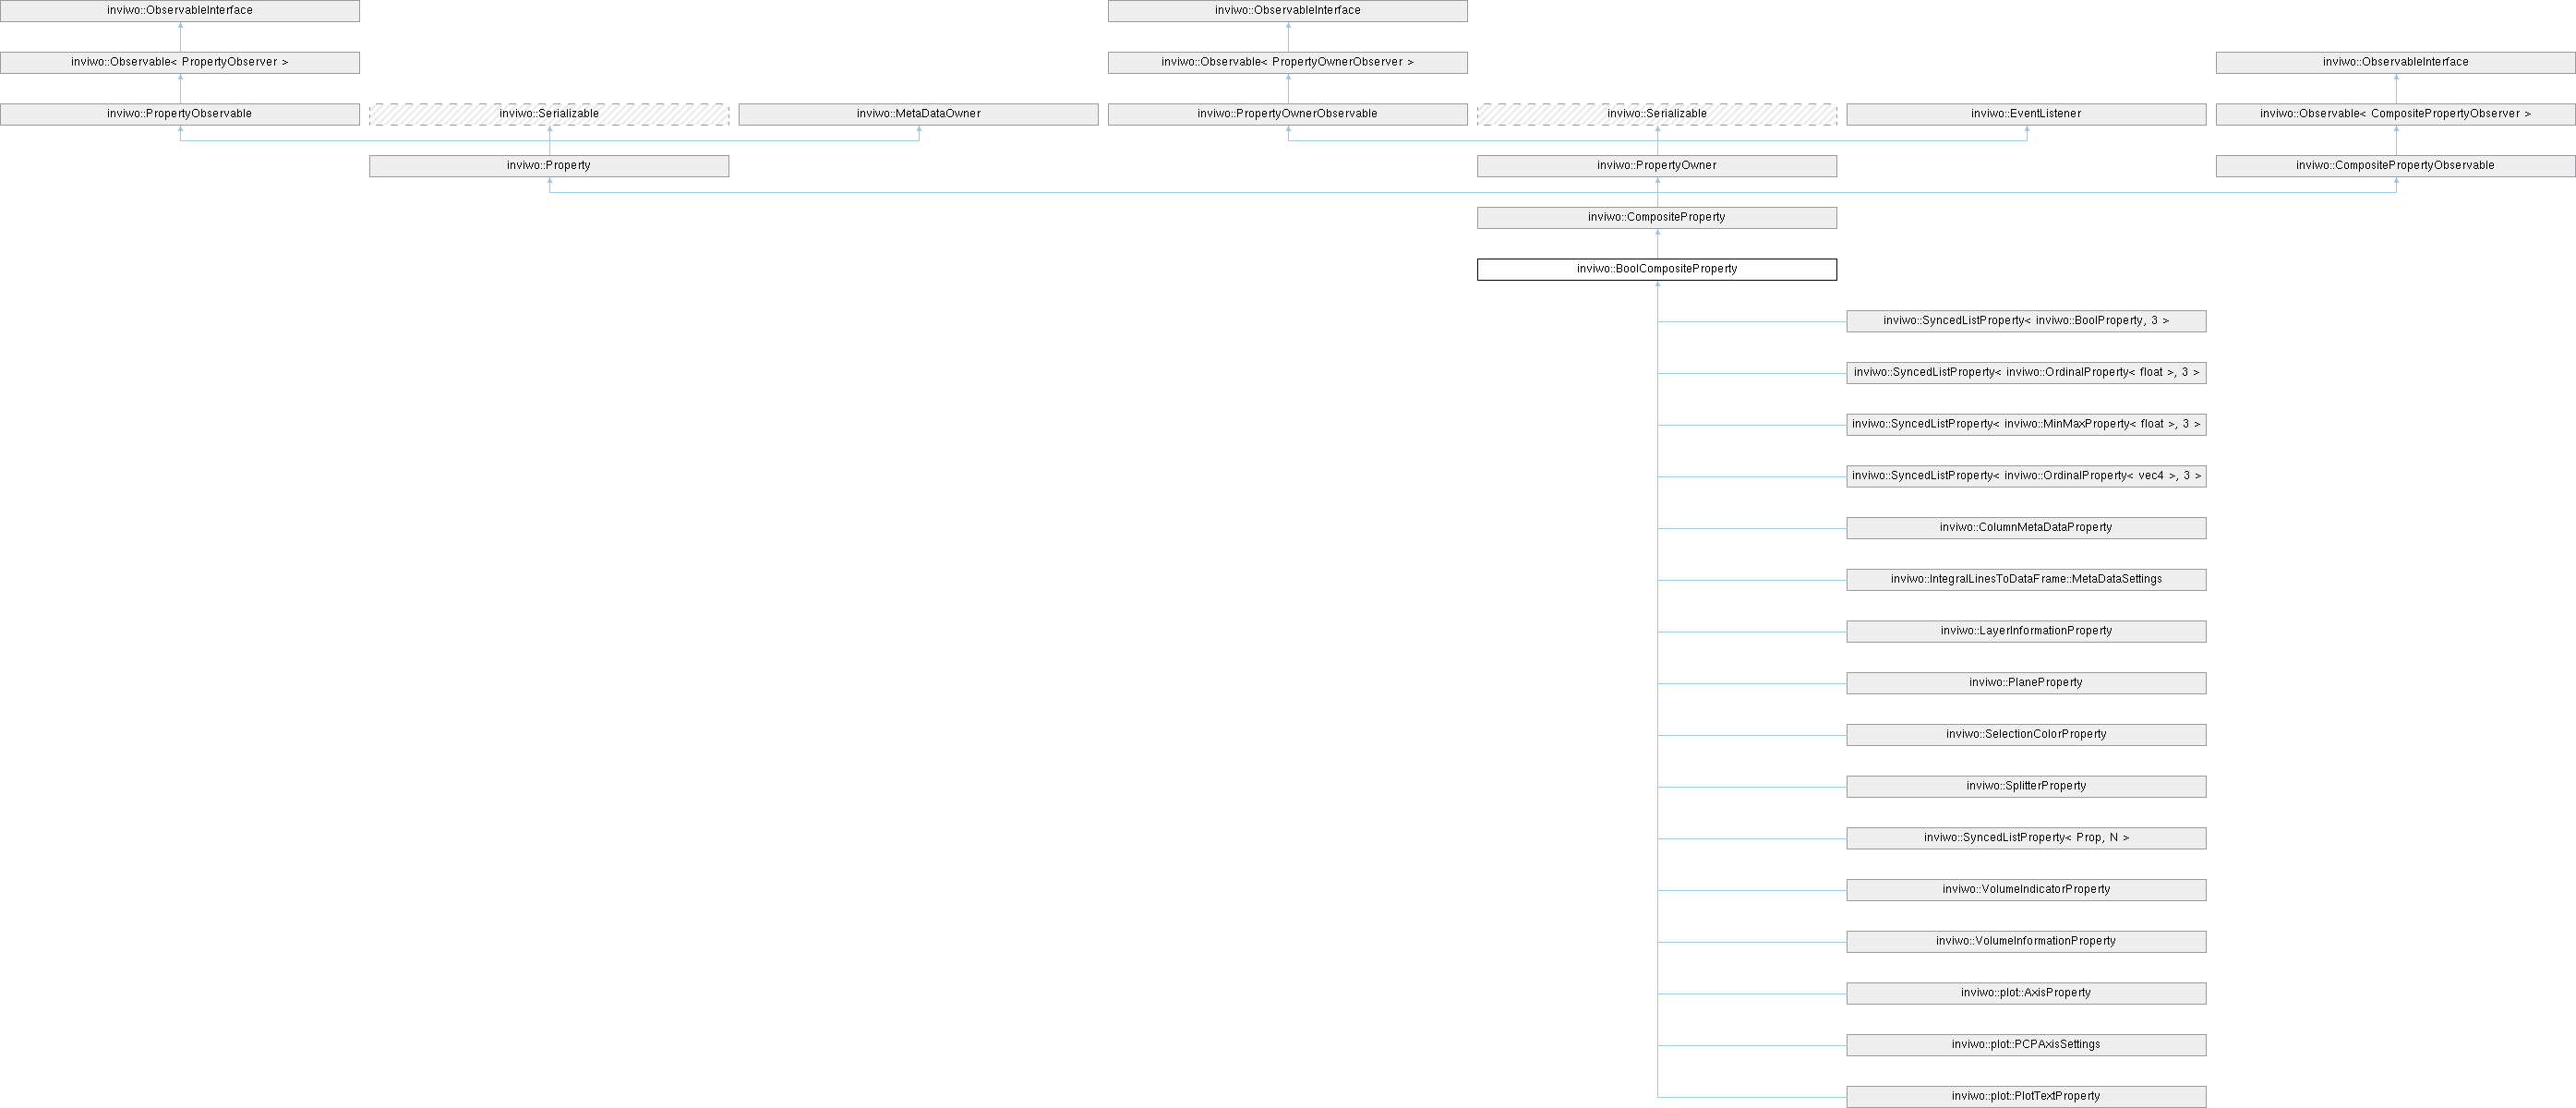 inviwo::ObservableInterface
inviwo::ObservableInterface
inviwo::Observable< PropertyObserver >
inviwo::Observable< PropertyOwnerObserver >
inviwo::ObservableInterface
inviwo::PropertyObservable
inviwo::Serializable
inviwo::MetaDataOwner
inviwo::PropertyOwnerObservable
inviwo::Serializable
inviwo::EventListener
inviwo::Observable< CompositePropertyObserver >
inviwo::Property
inviwo::PropertyOwner
inviwo::CompositePropertyObservable
inviwo::CompositeProperty
inviwo::BoolCompositeProperty
inviwo::SyncedListProperty< inviwo::BoolProperty, 3 >
inviwo::SyncedListProperty< inviwo::OrdinalProperty< float >, 3 >
inviwo::SyncedListProperty< inviwo::MinMaxProperty< float >, 3 >
inviwo::SyncedListProperty< inviwo::OrdinalProperty< vec4 >, 3 >
inviwo::ColumnMetaDataProperty
inviwo::IntegralLinesToDataFrame::MetaDataSettings
inviwo::LayerInformationProperty
inviwo::PlaneProperty
inviwo::SelectionColorProperty
inviwo::SplitterProperty
inviwo::SyncedListProperty< Prop, N >
inviwo::VolumeIndicatorProperty
inviwo::VolumeInformationProperty
inviwo::plot::AxisProperty
inviwo::plot::PCPAxisSettings
inviwo::plot::PlotTextProperty